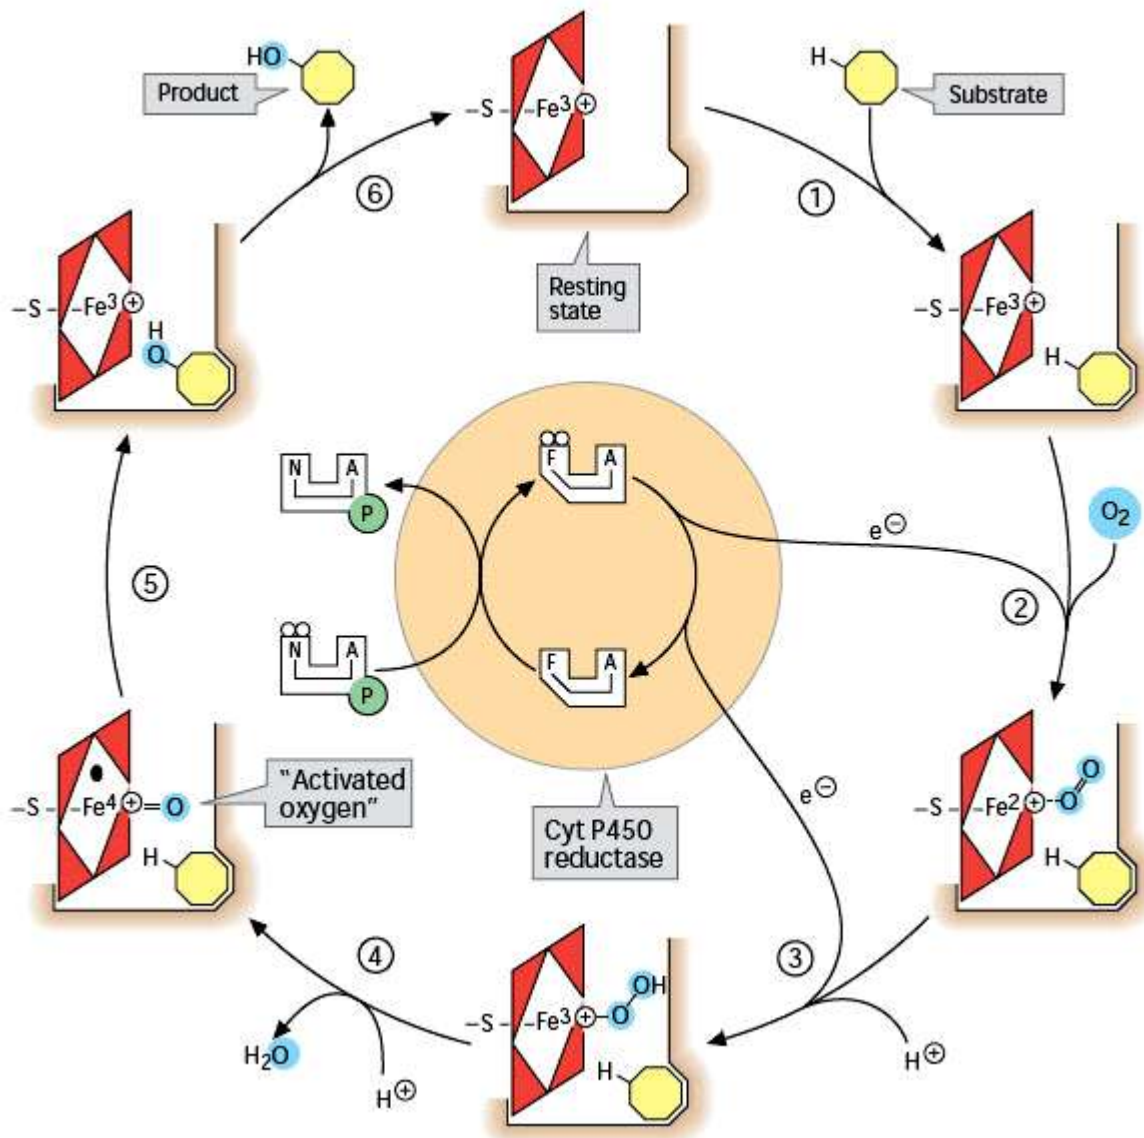 HO
Product
–S – –Fe3 ⊕
H
Substrate
⑥
①
Resting
state
–S – –Fe3 ⊕
H
O
–S – –Fe3 ⊕
H
N A
P
F A
e⊖
O2
⑤
②
N A
P
F A
"Activated
oxygen"
–S – –Fe4 ⊕=O
H
Cyt P450
reductase
e⊖
–S – –Fe2 ⊕–O=O
H
④
③
–S – –Fe3 ⊕–O–OH
H
H2O
H⊕
H⊕